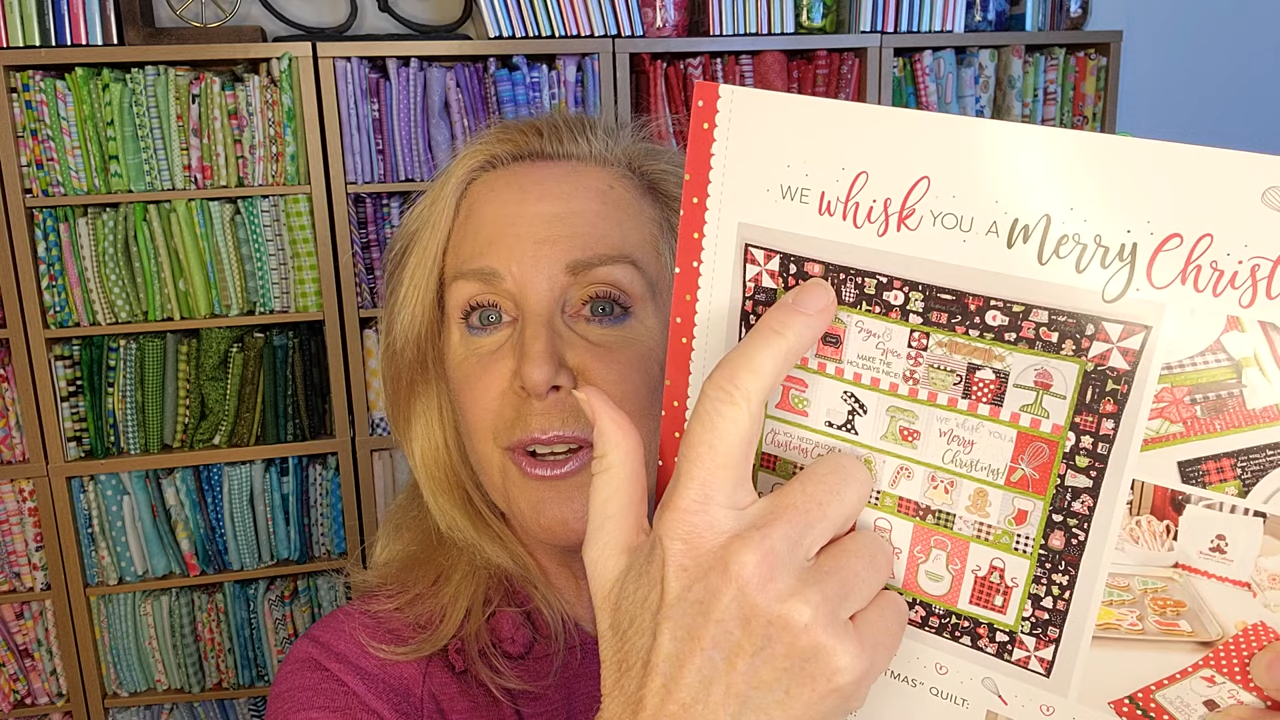 WE whisk YOU A Merry Christ
Sugar & Spice
MAKE THE
HOLIDAYS NICE!
WE whisk YOU A
Merry
Christmas!
ALL YOU NEED IS LOVE &
Christmas
TMAS" QUILT: